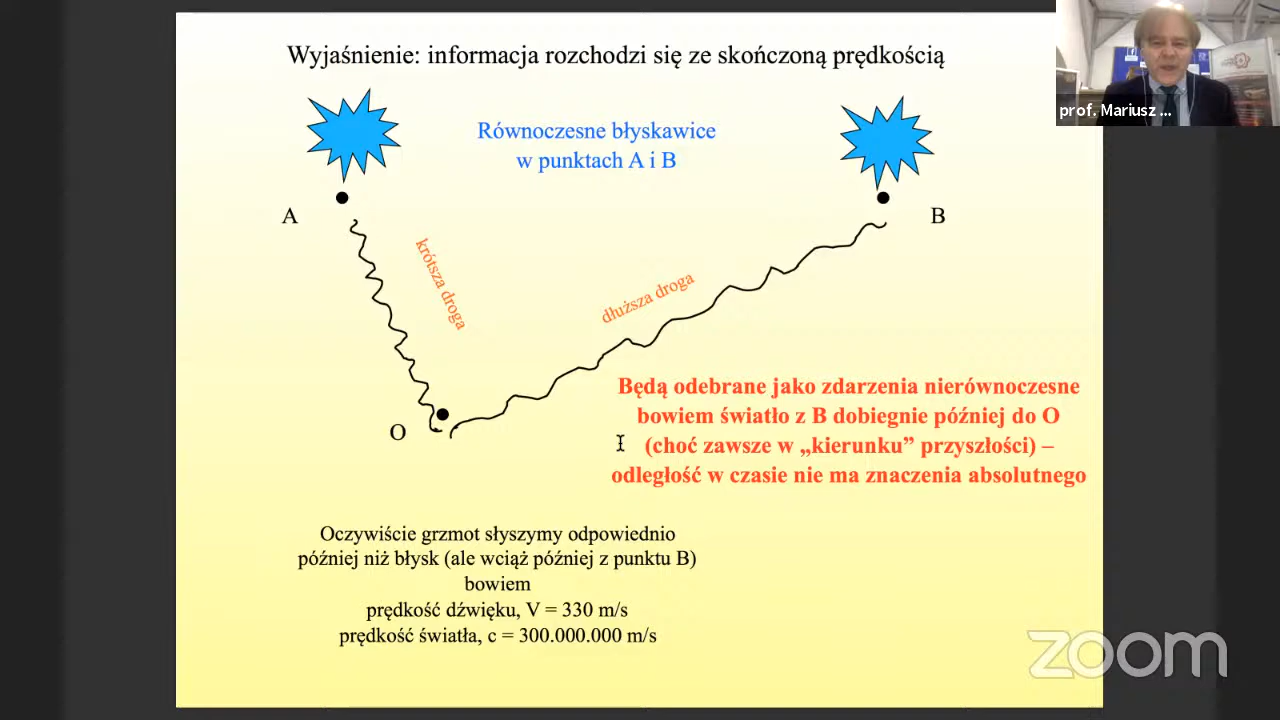 Wyjaśnienie: informacja rozchodzi się ze skończoną prędkością
prof. Mariusz ...
Równoczesne błyskawice
w punktach A i B
A
B
krótsza droga
dłuższa droga
O
Będą odebrane jako zdarzenia nierównoczesne
bowiem światło z B dobiegnie później do O
(choć zawsze w „kierunku” przyszłości) –
odległość w czasie nie ma znaczenia absolutnego
Oczywiście grzmot słyszymy odpowiednio
później niż błysk (ale wciąż później z punktu B)
bowiem
prędkość dźwięku, V = 330 m/s
prędkość światła, c = 300.000.000 m/s
zoom